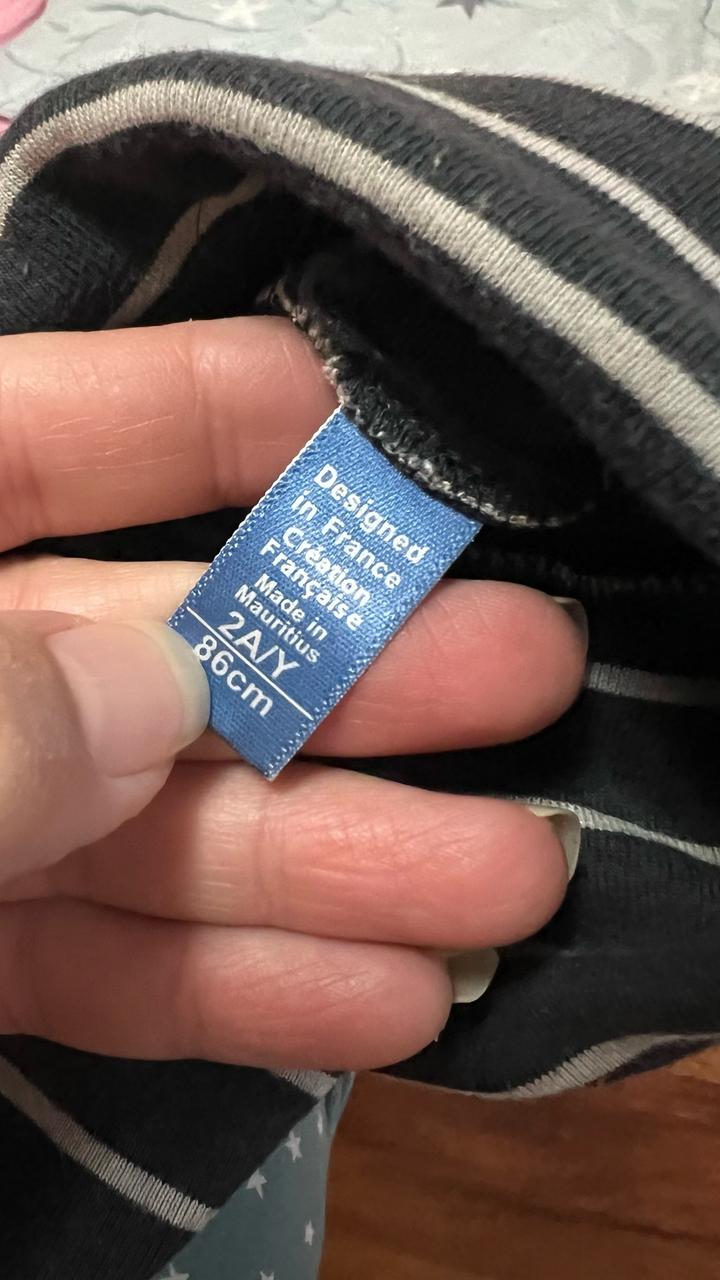 Designed
in France
Création
Française
Made in
Mauritius
2A/Y
86cm